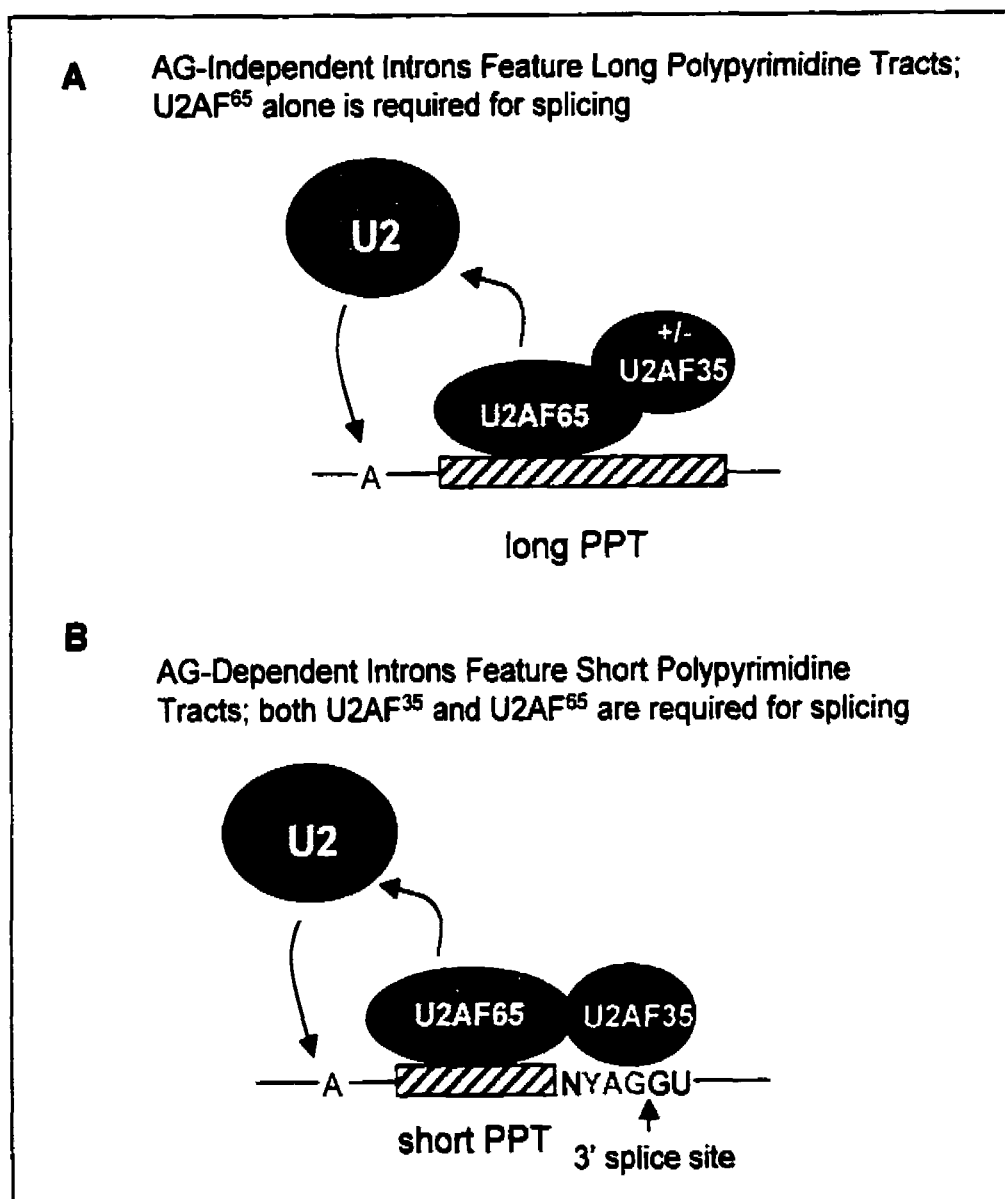 A
AG-Independent Introns Feature Long Polypyrimidine Tracts;
U2AF65 alone is required for splicing
U2
+/-
U2AF35
U2AF65
A
long PPT
B
AG-Dependent Introns Feature Short Polypyrimidine
Tracts; both U2AF35 and U2AF65 are required for splicing
U2
U2AF65
U2AF35
A
NYAGGU
short PPT
3' splice site